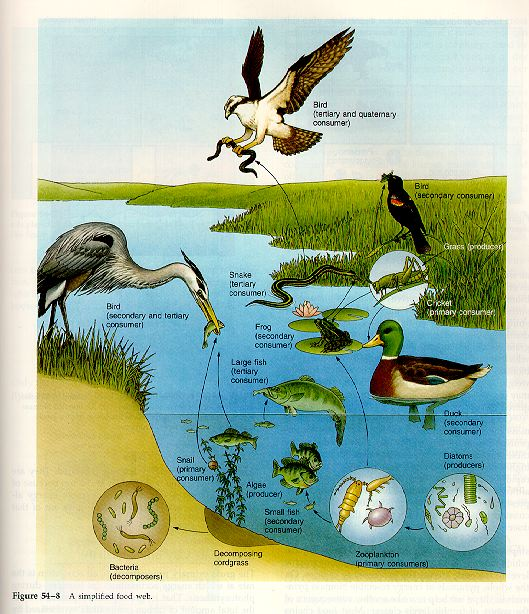 Bird
(tertiary and quaternary
consumer)
Bird
(secondary consumer)
Grass (producer)
Snake
(tertiary
consumer)
Cricket
(primary consumer)
Bird
(secondary and tertiary
consumer)
Frog
(secondary
consumer)
Large fish
(tertiary
consumer)
Duck
(secondary
consumer)
Snail
(primary
consumer)
Algae
(producer)
Diatoms
(producers)
Small fish
(secondary
consumer)
Bacteria
(decomposers)
Decomposing
cordgrass
Zooplankton
(primary consumers)
Figure 54–8 A simplified food web.